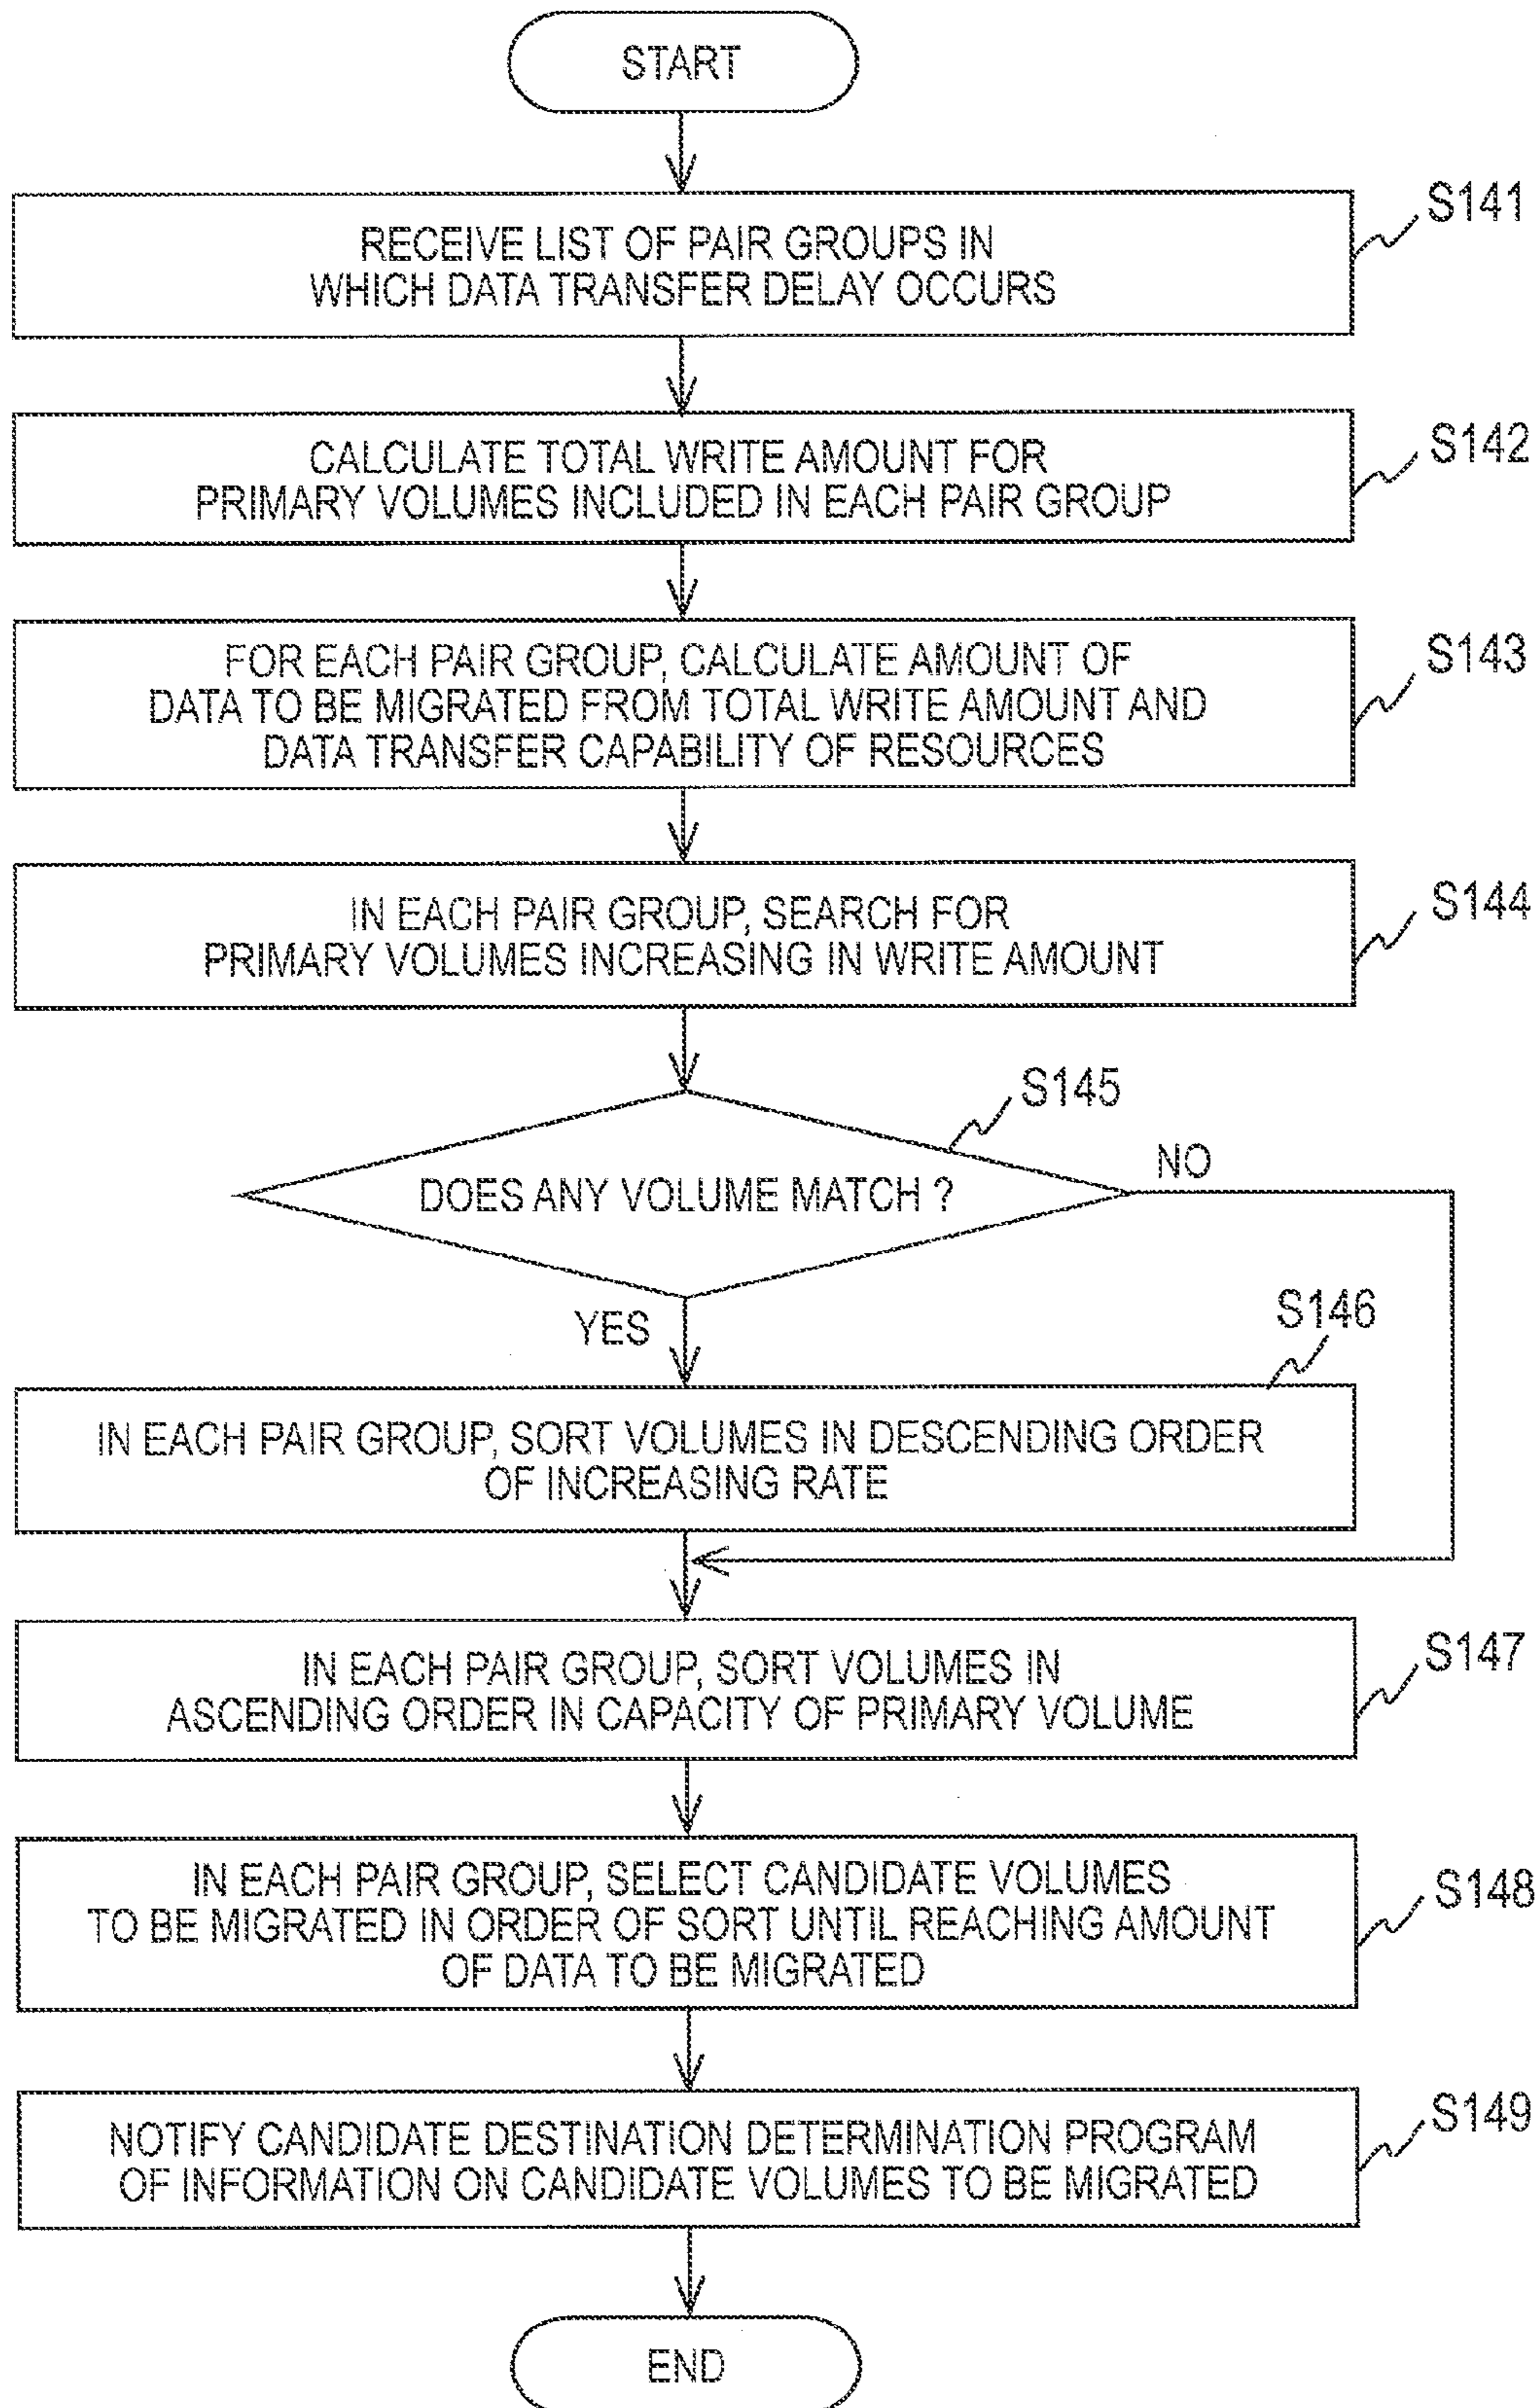 START
S141
RECEIVE LIST OF PAIR GROUPS IN
WHICH DATA TRANSFER DELAY OCCURS
S142
CALCULATE TOTAL WRITE AMOUNT FOR
PRIMARY VOLUMES INCLUDED IN EACH PAIR GROUP
S143
FOR EACH PAIR GROUP, CALCULATE AMOUNT OF
DATA TO BE MIGRATED FROM TOTAL WRITE AMOUNT AND
DATA TRANSFER CAPABILITY OF RESOURCES
S144
IN EACH PAIR GROUP, SEARCH FOR
PRIMARY VOLUMES INCREASING IN WRITE AMOUNT
S145
DOES ANY VOLUME MATCH ?
NO
YES
S146
IN EACH PAIR GROUP, SORT VOLUMES IN DESCENDING ORDER
OF INCREASING RATE
S147
IN EACH PAIR GROUP, SORT VOLUMES IN
ASCENDING ORDER IN CAPACITY OF PRIMARY VOLUME
S148
IN EACH PAIR GROUP, SELECT CANDIDATE VOLUMES
TO BE MIGRATED IN ORDER OF SORT UNTIL REACHING AMOUNT
OF DATA TO BE MIGRATED
S149
NOTIFY CANDIDATE DESTINATION DETERMINATION PROGRAM
OF INFORMATION ON CANDIDATE VOLUMES TO BE MIGRATED
END